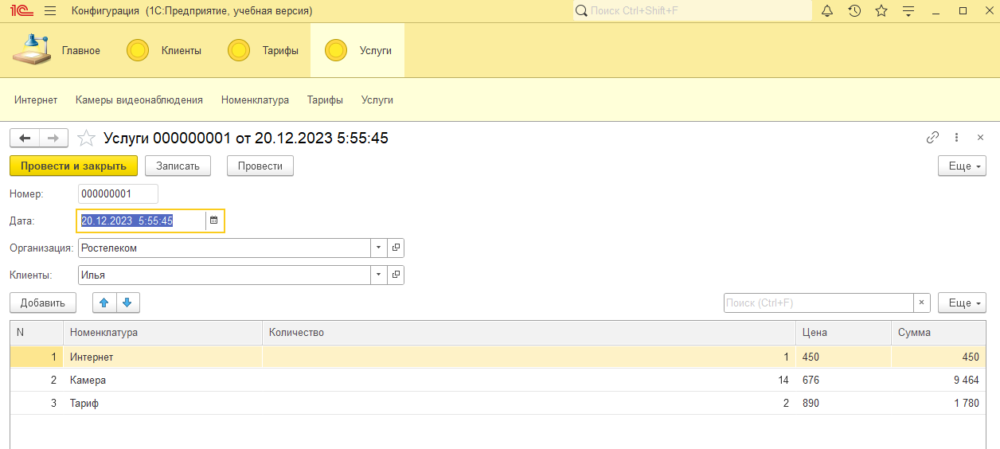 1С Конфигурация (1С:Предприятие, учебная версия) Поиск Ctrl+Shift+F
Главное Клиенты Тарифы Услуги
Интернет Камеры видеонаблюдения Номенклатура Тарифы Услуги
Услуги 000000001 от 20.12.2023 5:55:45
Провести и закрыть Записать Провести Еще
Номер: 000000001
Дата: 20.12.2023 5:55:45
Организация: Ростелеком
Клиенты: Илья
Добавить Поиск (Ctrl+F) Еще
N Номенклатура Количество Цена Сумма
1 Интернет 1 450 450
2 Камера 14 676 9 464
3 Тариф 2 890 1 780